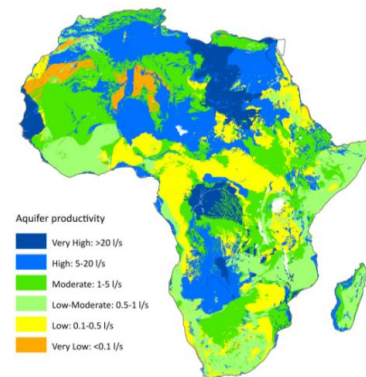 Aquifer productivity
Very High: >20 l/s
High: 5-20 l/s
Moderate: 1-5 l/s
Low-Moderate: 0.5-1 l/s
Low: 0.1-0.5 l/s
Very Low: <0.1 l/s